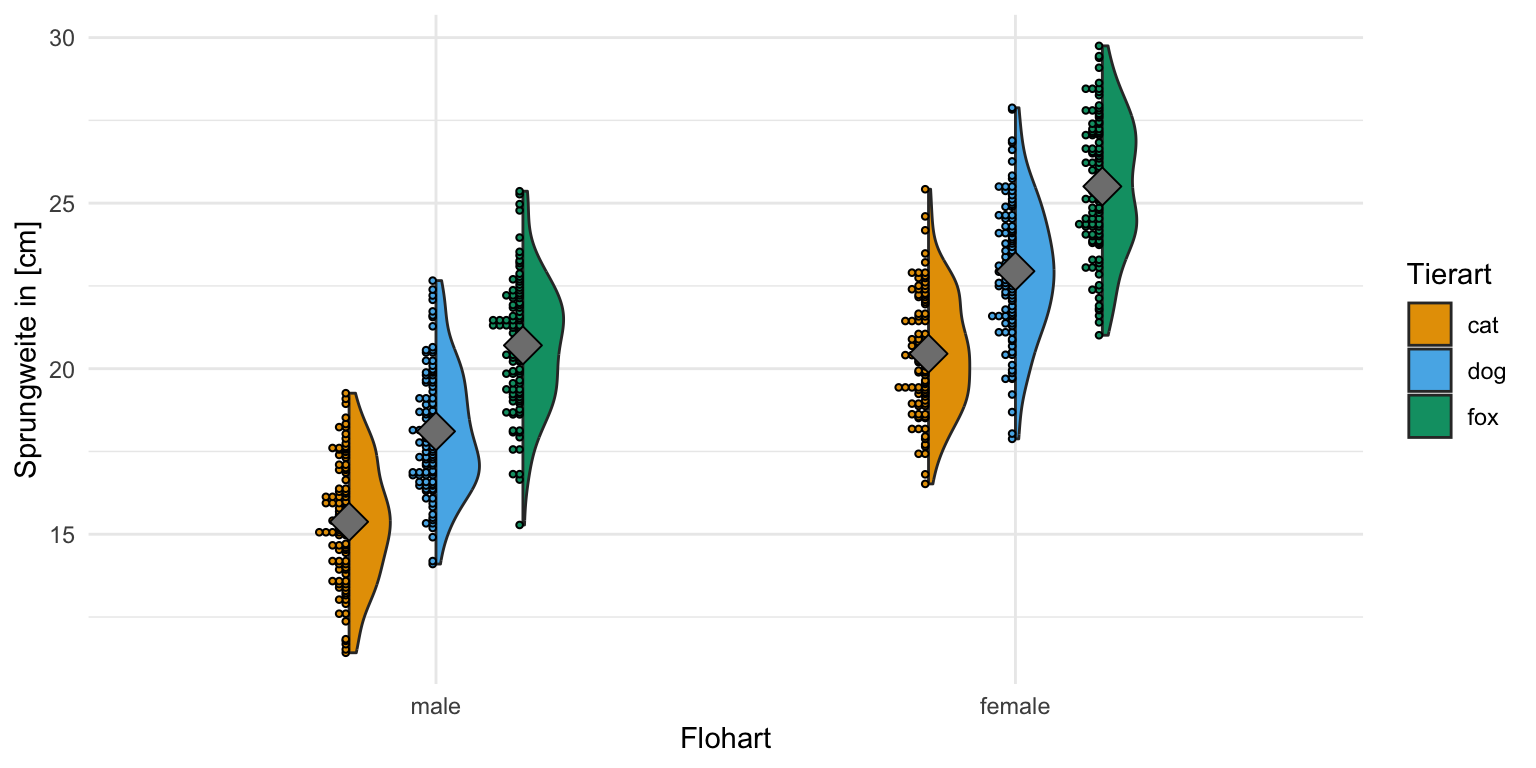 30
25
20
15
Sprungweite in [cm]
male
female
Flohart
Tierart
cat
dog
fox